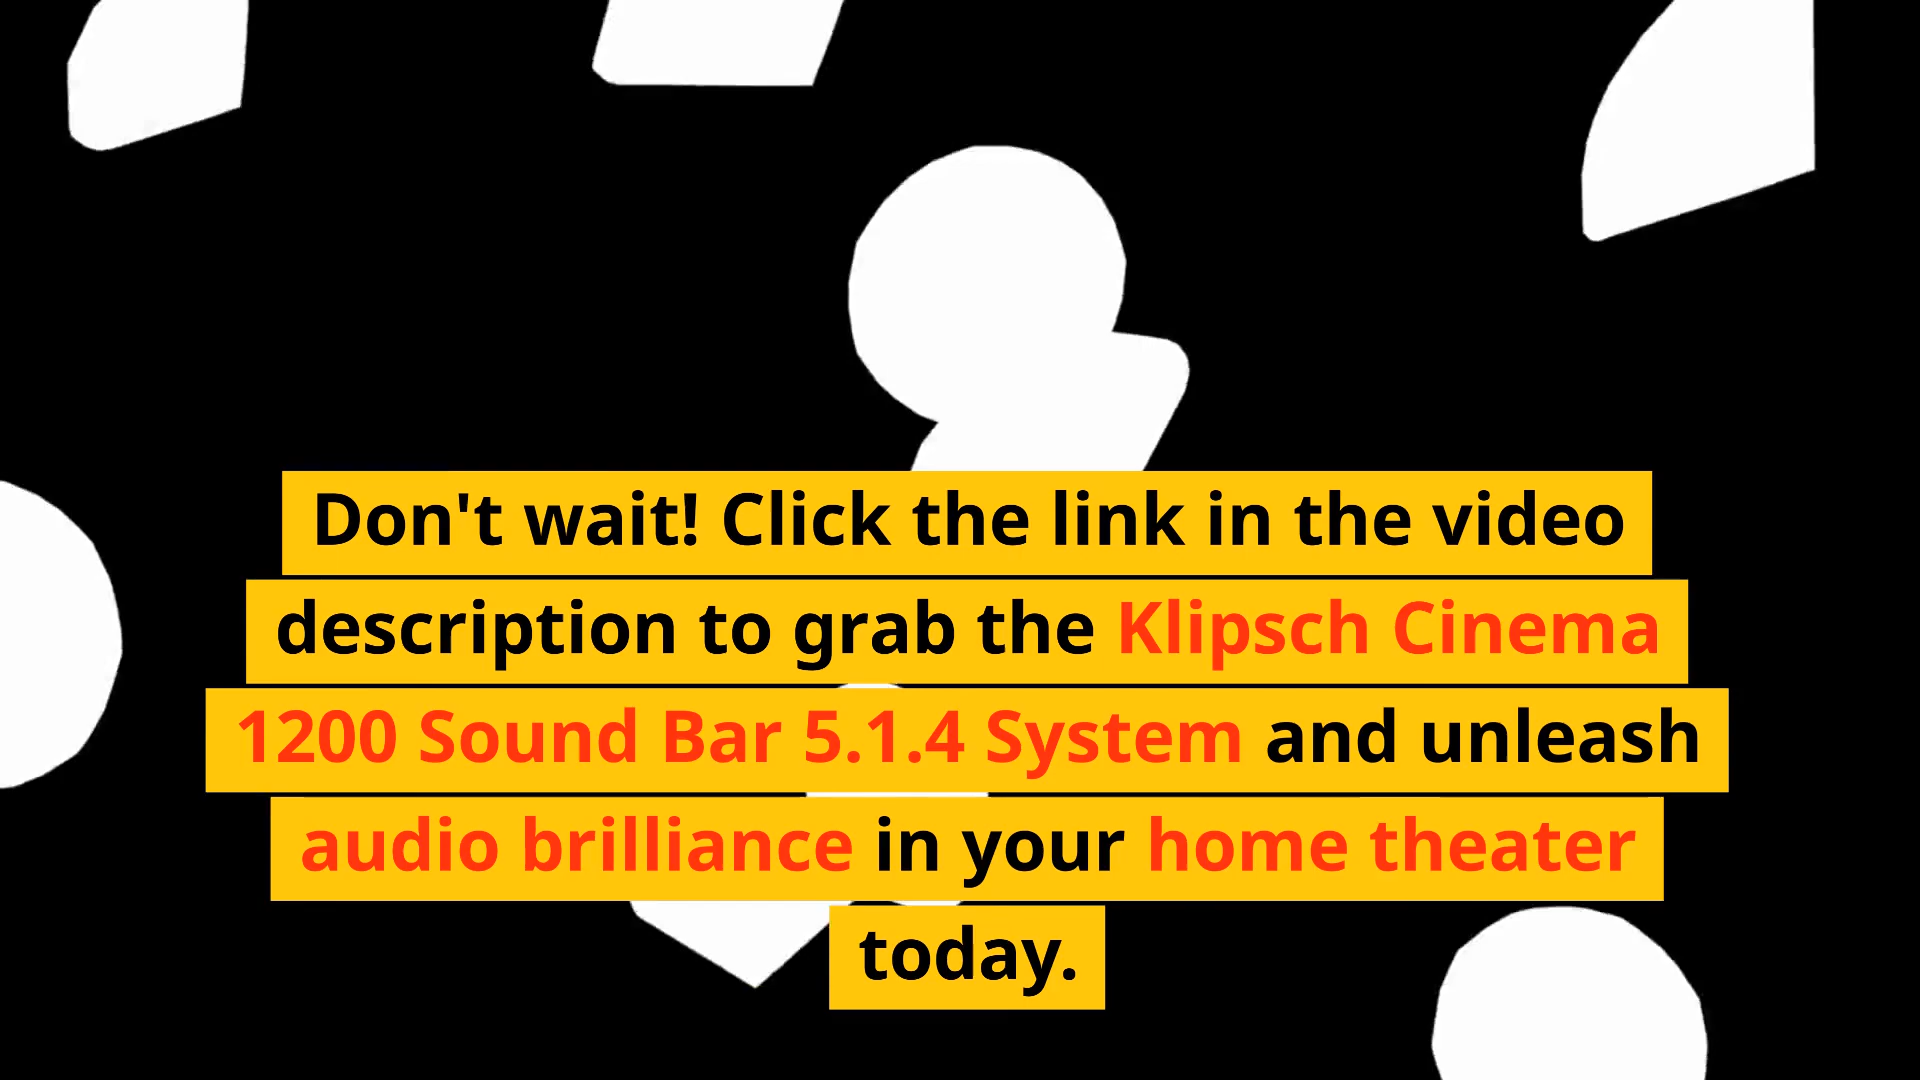 Don't wait! Click the link in the video
description to grab the Klipsch Cinema
1200 Sound Bar 5.1.4 System and unleash
audio brilliance in your home theater
today.